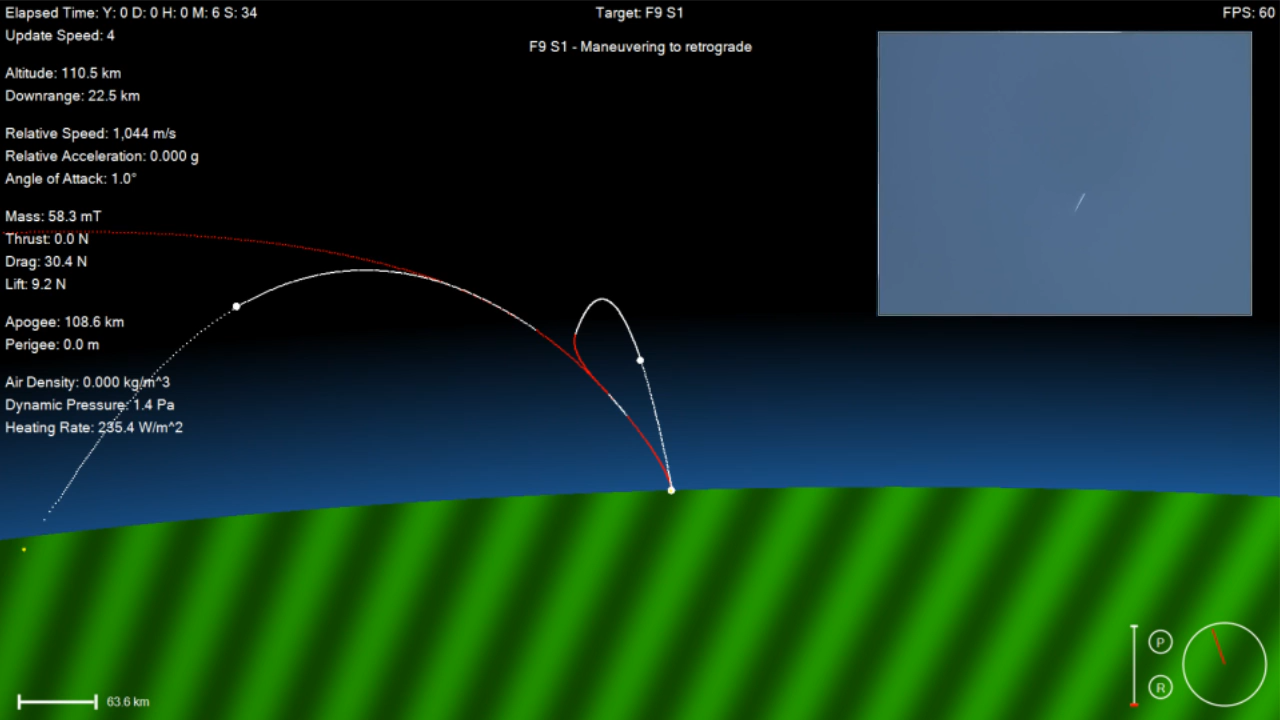 Elapsed Time: Y: 0 D: 0 H: 0 M: 6 S: 34
Update Speed: 4
Target: F9 S1
FPS: 60
F9 S1 - Maneuvering to retrograde
Altitude: 110.5 km
Downrange: 22.5 km
Relative Speed: 1,044 m/s
Relative Acceleration: 0.000 g
Angle of Attack: 1.0°
Mass: 58.3 mT
Thrust: 0.0 N
Drag: 30.4 N
Lift: 9.2 N
Apogee: 108.6 km
Perigee: 0.0 m
Air Density: 0.000 kg/m^3
Dynamic Pressure: 1.4 Pa
Heating Rate: 235.4 W/m^2
P
R
63.6 km